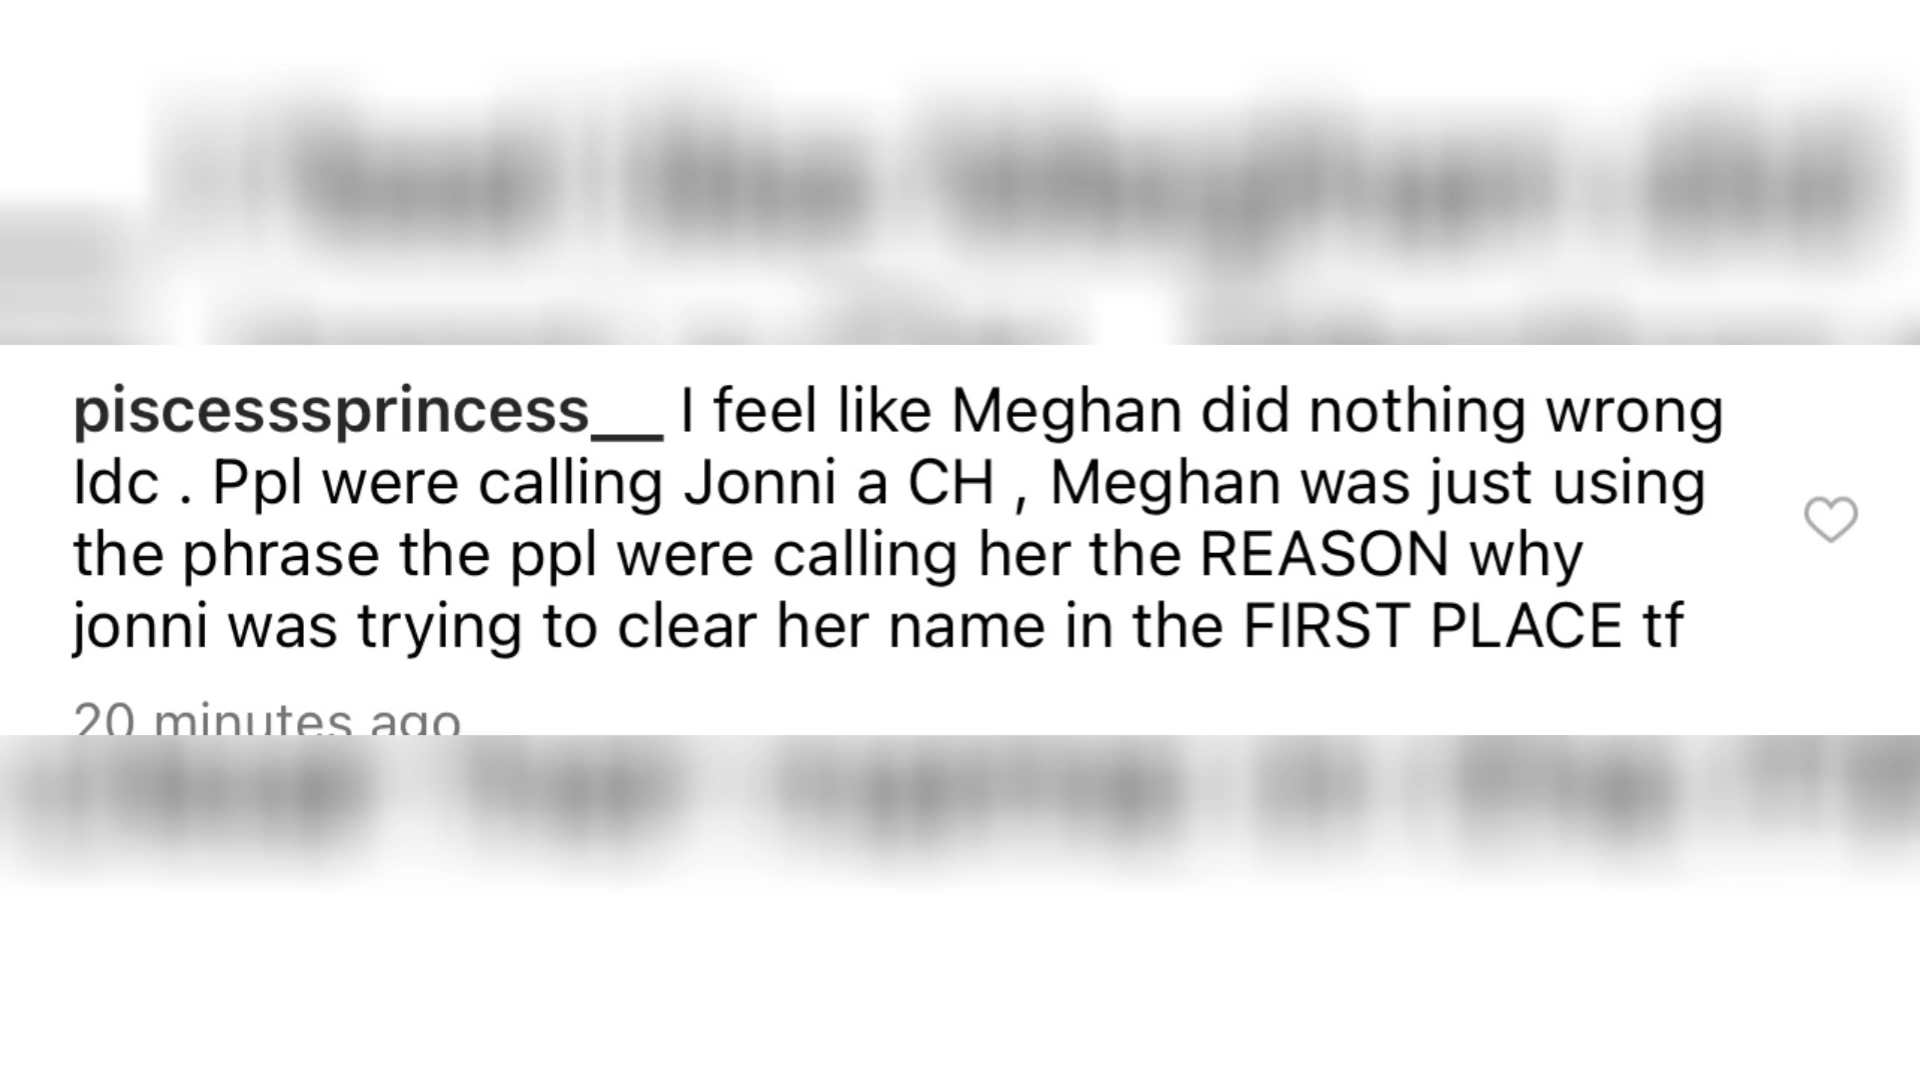 piscesssprincess__ I feel like Meghan did nothing wrong
Idc . Ppl were calling Jonni a CH , Meghan was just using
the phrase the ppl were calling her the REASON why
jonni was trying to clear her name in the FIRST PLACE tf
20 minutes ago